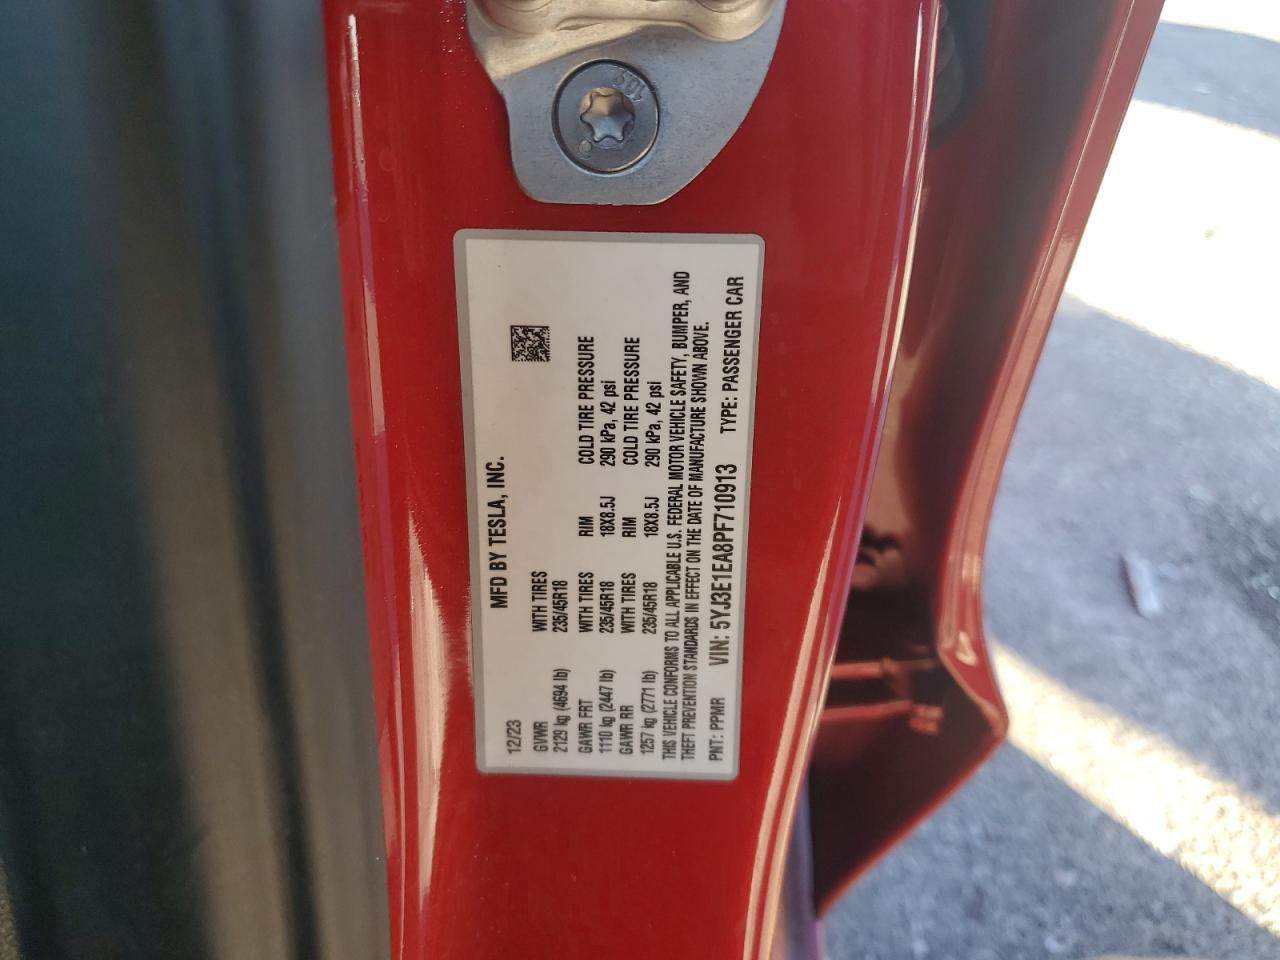 10.9
MFD BY TESLA, INC.
12/23
GVWR WITH TIRES
2129 kg (4694 lb) 235/45R18
GAWR FRT WITH TIRES RIM COLD TIRE PRESSURE
1110 kg (2447 lb) 235/45R18 18X8.5J 290 kPa, 42 psi
GAWR RR WITH TIRES RIM COLD TIRE PRESSURE
1257 kg (2771 lb) 235/45R18 18X8.5J 290 kPa, 42 psi
THIS VEHICLE CONFORMS TO ALL APPLICABLE U.S. FEDERAL MOTOR VEHICLE SAFETY, BUMPER, AND
THEFT PREVENTION STANDARDS IN EFFECT ON THE DATE OF MANUFACTURE SHOWN ABOVE.
PNT: PPMR VIN: 5YJ3E1EA8PF710913 TYPE: PASSENGER CAR